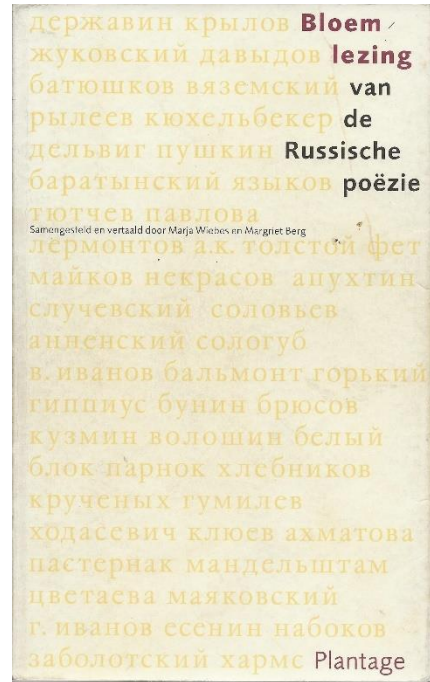 державин крылов Bloem
жуковский давыдов lezing
батюшков вяземский van
рылеев кюхельбекер de
дельвиг пушкин Russische
баратынский языков poëzie
тютчев павлова
Samengesteld en vertaald door Marja Wiebes en Margriet Berg
лермонтов а.к. толстой фет
майков некрасов апухтин
случевский соловьев
анненский сологуб
в. иванов бальмонт горький
гиппиус бунин брюсов
кузмин волошин белый
блок парнок хлебников
крученых гумилев
ходасевич клюев ахматова
пастернак мандельштам
цветаева маяковский
г. иванов есенин набоков
заболотский хармс Plantage